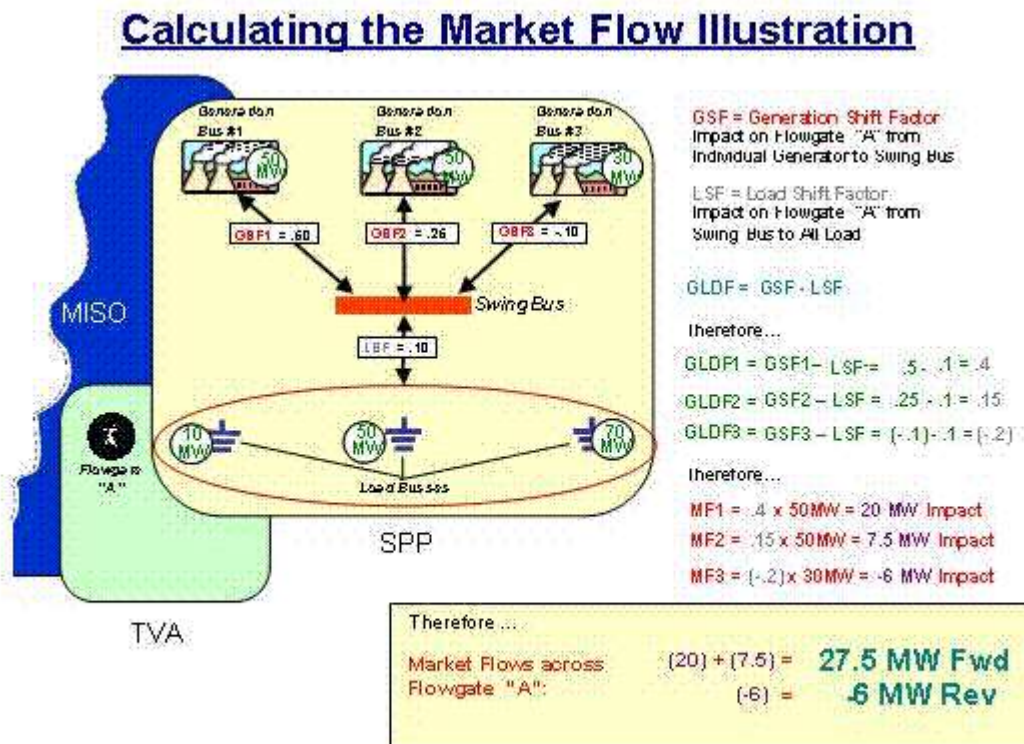 Calculating the Market Flow Illustration
Generation
Bus #1
50
MW
Generation
Bus #2
50
MW
Generation
Bus #3
30
MW
GSF1 = .60
GSF2 = .26
GSF3 = -.10
Swing Bus
LSF = .10
10
MW
50
MW
70
MW
Load Busses
MISO
Flowgate
"A"
SPP
TVA
GSF = Generation Shift Factor
Impact on Flowgate "A" from
Individual Generator to Swing Bus
LSF = Load Shift Factor
Impact on Flowgate "A" from
Swing Bus to All Load
GLDF = GSF - LSF
Therefore...
GLDF1 = GSF1 – LSF = .5 - .1 = .4
GLDF2 = GSF2 – LSF = .25 - .1 = .15
GLDF3 = GSF3 – LSF = (-.1)-.1 = (-.2)
Therefore...
MF1 = .4 x 50MW = 20 MW Impact
MF2 = .15 x 50MW = 7.5 MW Impact
MF3 = (-.2) x 30MW = -6 MW Impact
Therefore ...
Market Flows across
Flowgate "A":
(20) + (7.5) = 27.5 MW Fwd
(-6) = -6 MW Rev